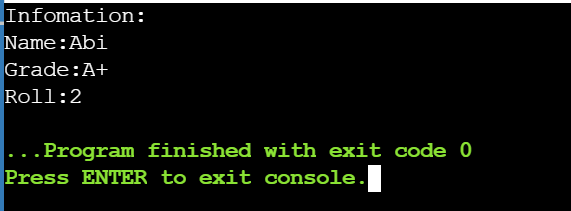 Infomation:
Name:Abi
Grade:A+
Roll:2
...Program finished with exit code 0
Press ENTER to exit console.